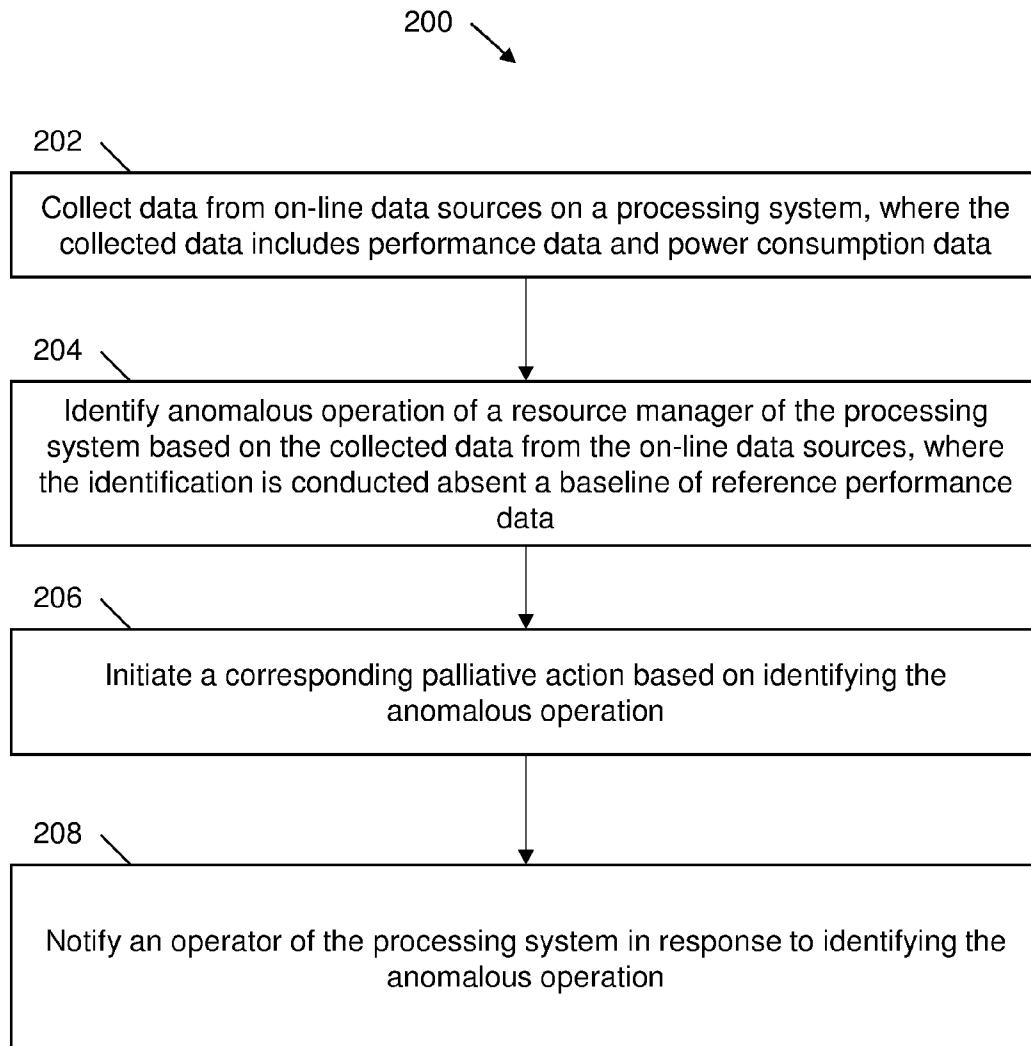 200
202
Collect data from on-line data sources on a processing system, where the
collected data includes performance data and power consumption data
204
Identify anomalous operation of a resource manager of the processing
system based on the collected data from the on-line data sources, where
the identification is conducted absent a baseline of reference performance
data
206
Initiate a corresponding palliative action based on identifying the
anomalous operation
208
Notify an operator of the processing system in response to identifying the
anomalous operation